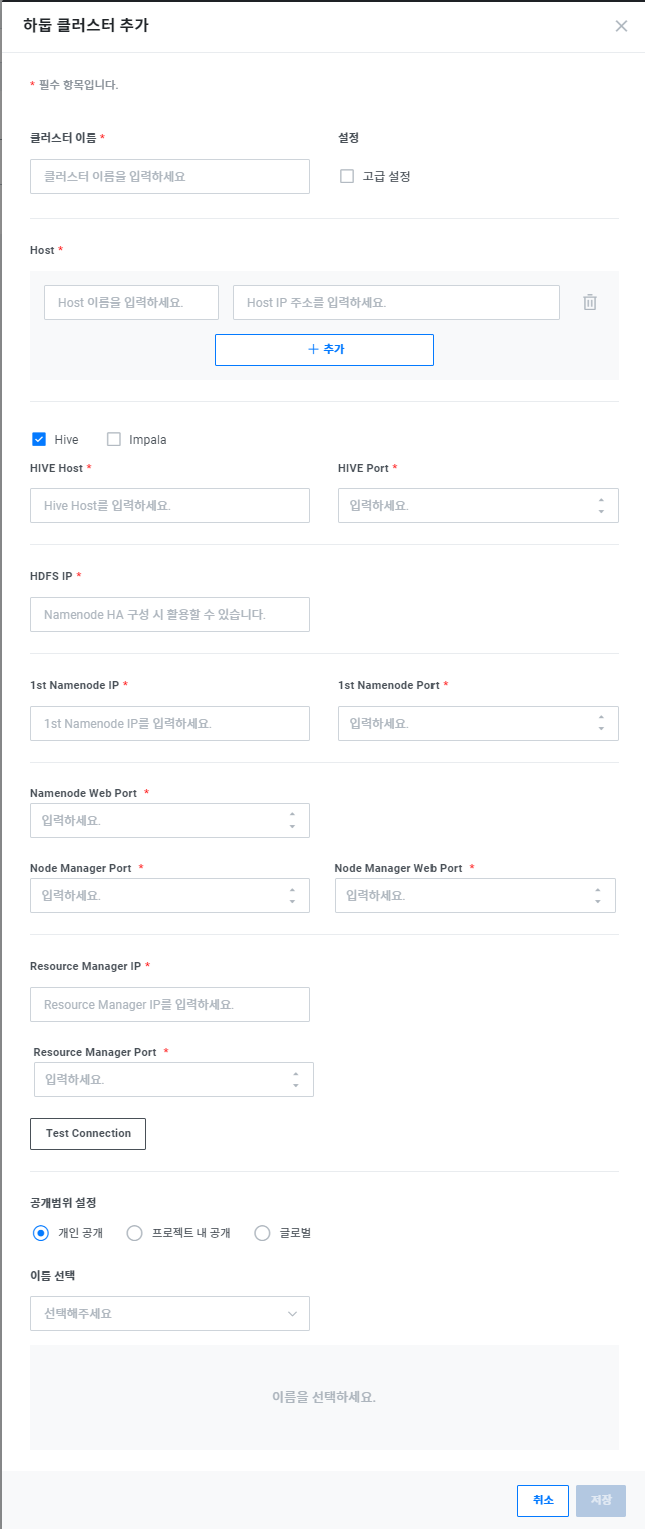 하둡 클러스터 추가
* 필수 항목입니다.
클러스터 이름 * 설정
클러스터 이름을 입력하세요 고급 설정
Host *
Host 이름을 입력하세요. Host IP 주소를 입력하세요.
+ 추가
Hive Impala
HIVE Host * HIVE Port *
Hive Host를 입력하세요. 입력하세요.
HDFS IP *
Namenode HA 구성 시 활용할 수 있습니다.
1st Namenode IP * 1st Namenode Port *
1st Namenode IP를 입력하세요. 입력하세요.
Namenode Web Port *
입력하세요.
Node Manager Port * Node Manager Web Port *
입력하세요. 입력하세요.
Resource Manager IP *
Resource Manager IP를 입력하세요.
Resource Manager Port *
입력하세요.
Test Connection
공개범위 설정
개인 공개 프로젝트 내 공개 글로벌
이름 선택
선택해주세요
이름을 선택하세요.
취소 저장